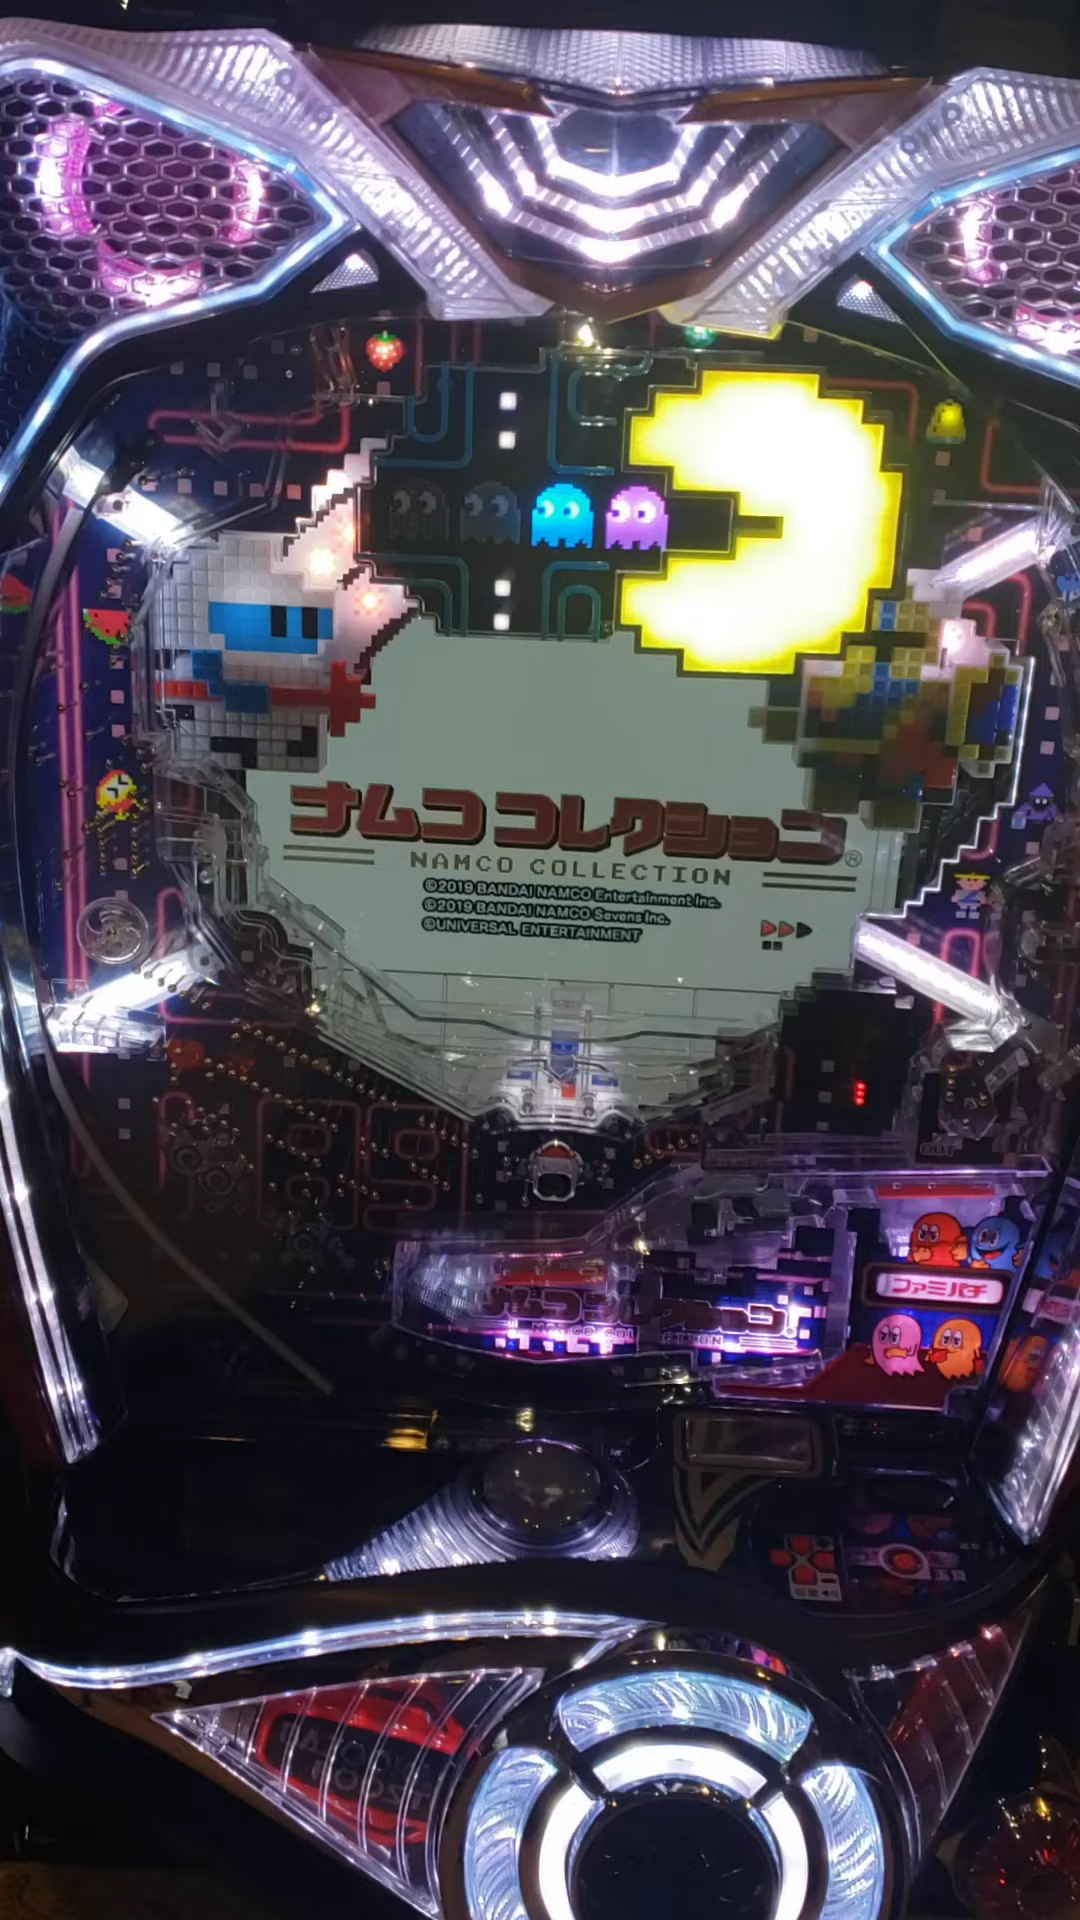 ナムココレクション®
NAMCO COLLECTION
©2019 BANDAI NAMCO Entertainment Inc.
©2019 BANDAI NAMCO Sevens Inc.
©UNIVERSAL ENTERTAINMENT
OUT
ファミパチ